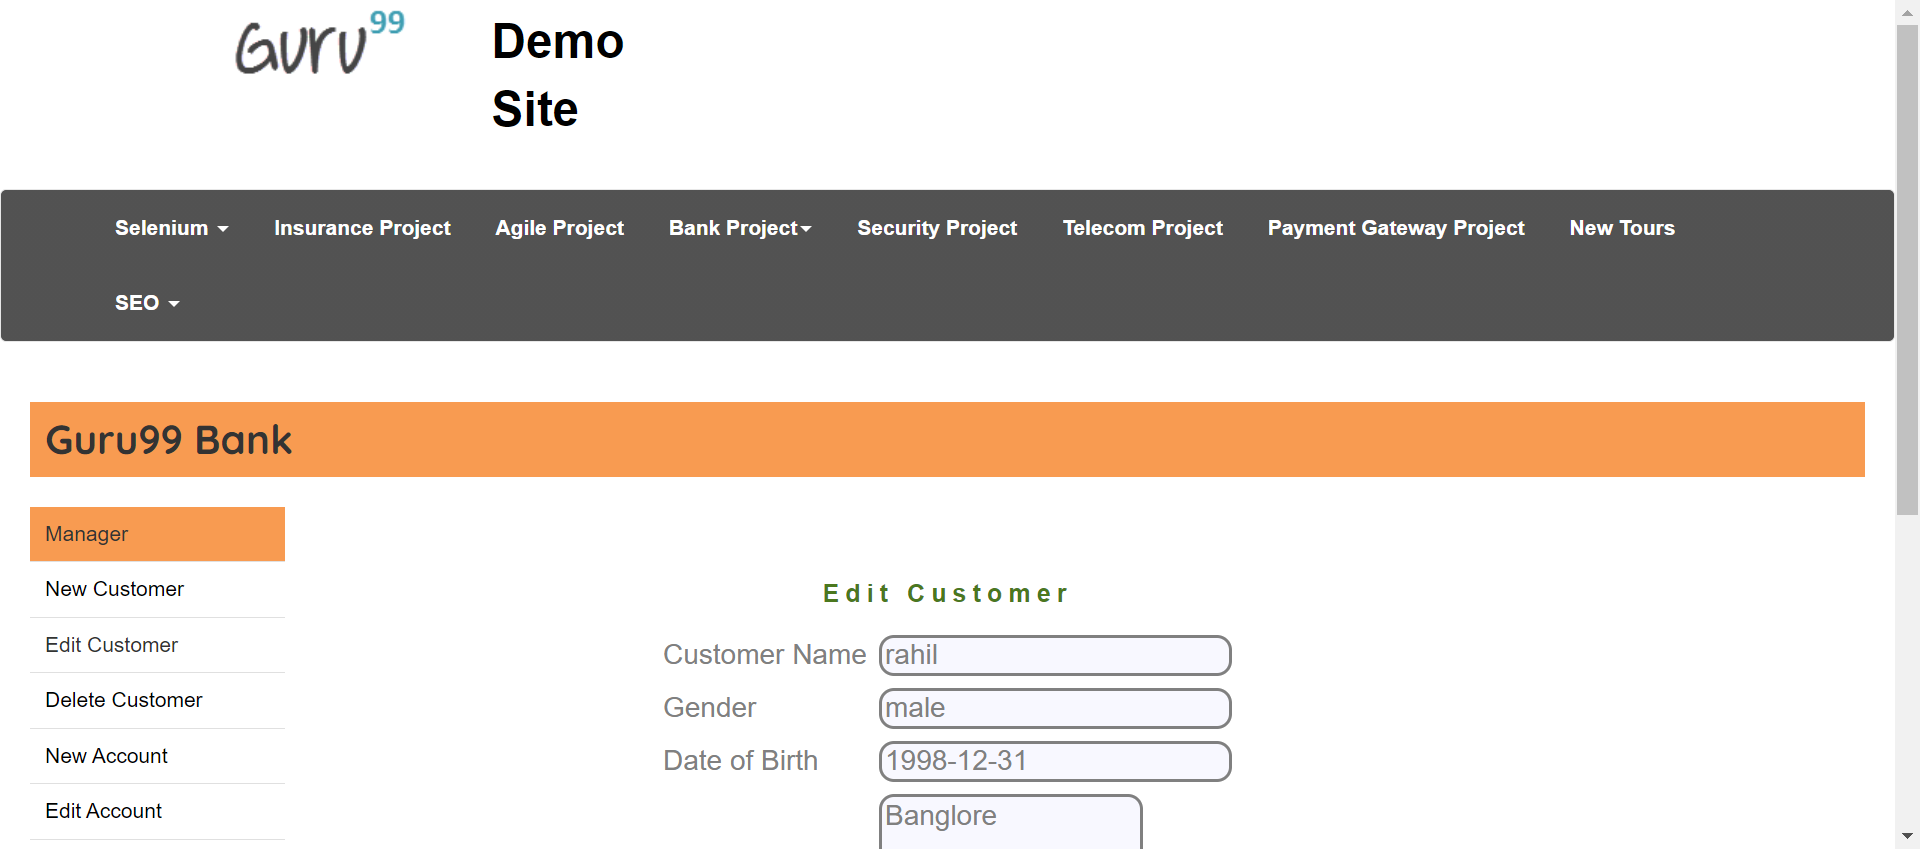 Guru99
Demo
Site
Selenium
Insurance Project
Agile Project
Bank Project
Security Project
Telecom Project
Payment Gateway Project
New Tours
SEO
Guru99 Bank
Manager
New Customer
Edit Customer
Delete Customer
New Account
Edit Account
Edit Customer
Customer Name rahil
Gender male
Date of Birth 1998-12-31
Banglore